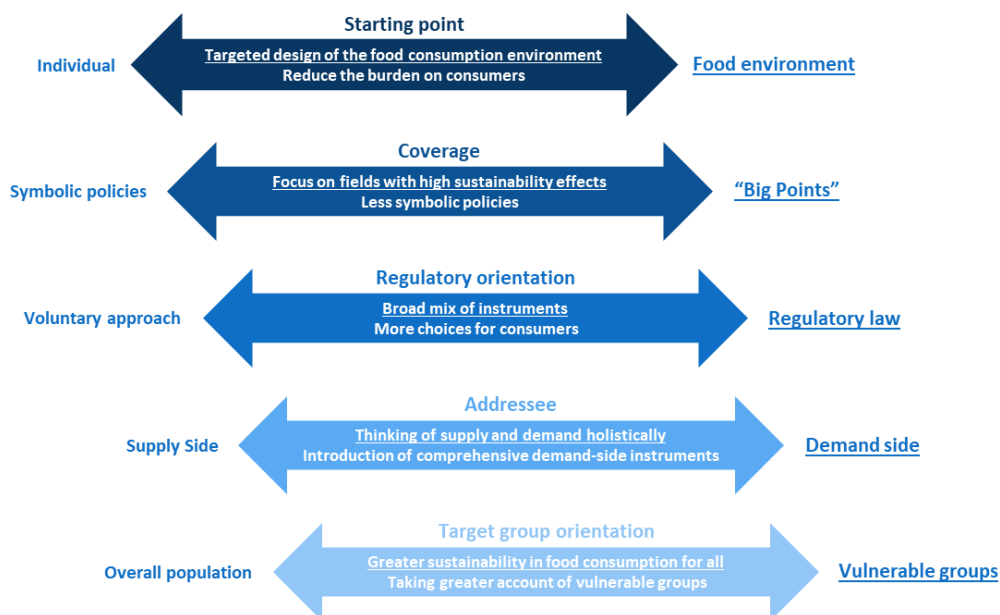 Starting point
Individual
Targeted design of the food consumption environment
Reduce the burden on consumers
Food environment
Coverage
Symbolic policies
Focus on fields with high sustainability effects
Less symbolic policies
“Big Points”
Regulatory orientation
Voluntary approach
Broad mix of instruments
More choices for consumers
Regulatory law
Addressee
Supply Side
Thinking of supply and demand holistically
Introduction of comprehensive demand-side instruments
Demand side
Target group orientation
Overall population
Greater sustainability in food consumption for all
Taking greater account of vulnerable groups
Vulnerable groups